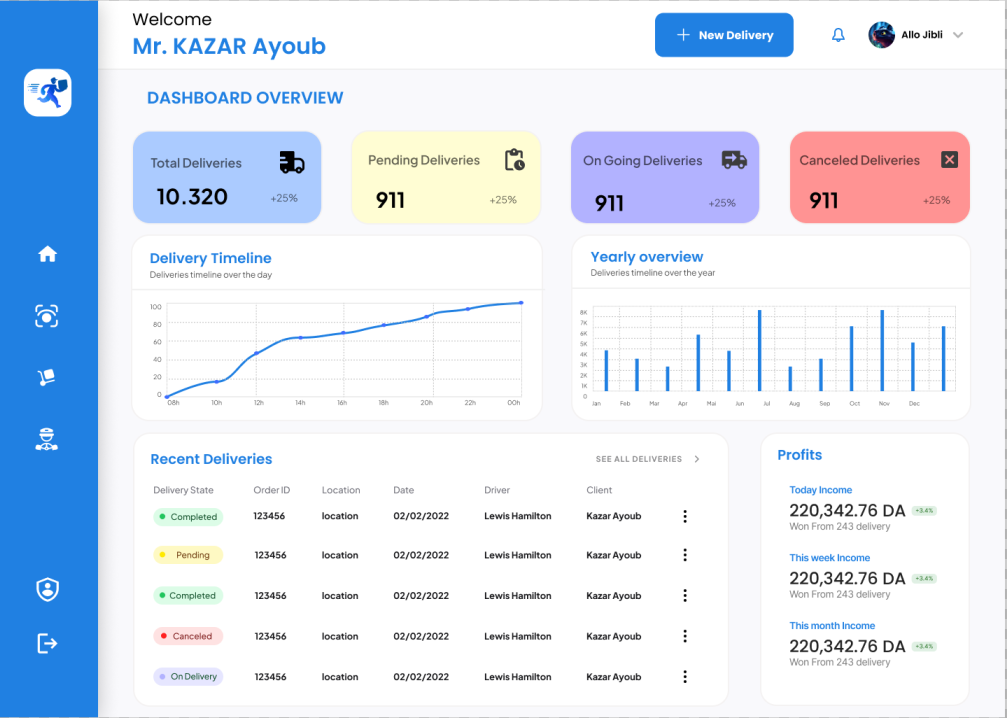 Welcome
Mr. KAZAR Ayoub
New Delivery
Allo Jibli
DASHBOARD OVERVIEW
Total Deliveries
10.320
+25%
Pending Deliveries
911
+25%
On Going Deliveries
911
+25%
Canceled Deliveries
911
+25%
Delivery Timeline
Deliveries timeline over the day
100
80
60
40
20
0
08h 10h 12h 14h 16h 18h 20h 22h 00h
Yearly overview
Deliveries timeline over the year
8K
7K
6K
5K
4K
3K
2K
1K
0
Jan Feb Mar Apr Mai Jun Jul Aug Sep Oct Nov Dec
Recent Deliveries
SEE ALL DELIVERIES
Delivery State Order ID Location Date Driver Client
Completed 123456 location 02/02/2022 Lewis Hamilton Kazar Ayoub
Pending 123456 location 02/02/2022 Lewis Hamilton Kazar Ayoub
Completed 123456 location 02/02/2022 Lewis Hamilton Kazar Ayoub
Canceled 123456 location 02/02/2022 Lewis Hamilton Kazar Ayoub
On Delivery 123456 location 02/02/2022 Lewis Hamilton Kazar Ayoub
Profits
Today Income
220,342.76 DA +3.4%
Won From 243 delivery
This week Income
220,342.76 DA +3.4%
Won From 243 delivery
This month Income
220,342.76 DA +3.4%
Won From 243 delivery